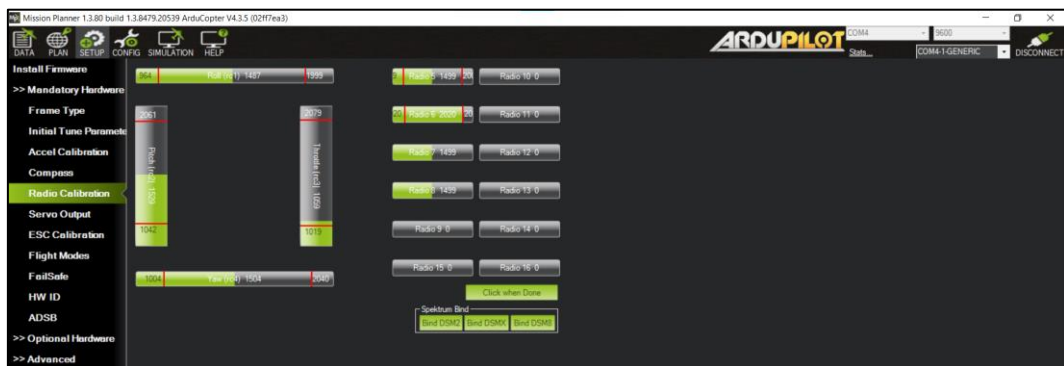 Mission Planner 1.3.80 build 1.3.8479.20539 ArduCopter V4.3.5 (02ff7ea3)
DATA PLAN SETUP CONFIG SIMULATION HELP
ARDUPILOT
COM4 9600
Stats... COM4-1-GENERIC DISCONNECT
Install Firmware
>> Mandatory Hardware
Frame Type
Initial Tune Paramete
Accel Calibration
Compass
Radio Calibration
Servo Output
ESC Calibration
Flight Modes
FailSafe
HW ID
ADSB
>> Optional Hardware
>> Advanced
964 Roll (rc1) 1487 1999
2061
Pitch (rc2) 1529
1042
2079
Throttle (rc3) 1059
1019
1004 Yaw (rc4) 1504 2040
Radio 5 1499 20 Radio 10 0
20 Radio 6 2020 20 Radio 11 0
Radio 7 1499 Radio 12 0
Radio 8 1499 Radio 13 0
Radio 9 0 Radio 14 0
Radio 15 0 Radio 16 0
Click when Done
Spektrum Bind
Bind DSM2 Bind DSMX Bind DSM8